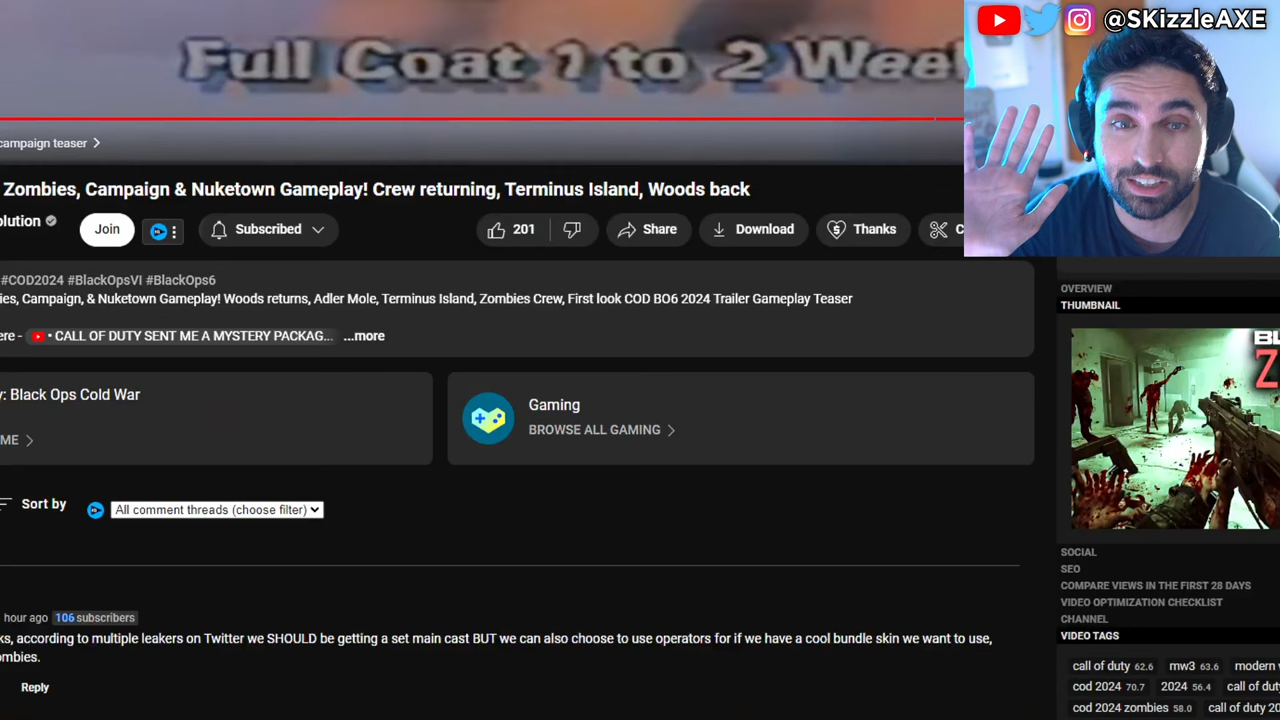 @SKizzleAXE
Full Coat 1 to 2
campaign teaser
Zombies, Campaign & Nuketown Gameplay! Crew returning, Terminus Island, Woods back
olution
Join
Subscribed
201
Share
Download
Thanks
C
#COD2024 #BlackOpsVI #BlackOps6
ies, Campaign, & Nuketown Gameplay! Woods returns, Adler Mole, Terminus Island, Zombies Crew, First look COD BO6 2024 Trailer Gameplay Teaser
ere - • CALL OF DUTY SENT ME A MYSTERY PACKAG... ...more
y: Black Ops Cold War
ME
Gaming
BROWSE ALL GAMING
Sort by
All comment threads (choose filter)
hour ago 106 subscribers
ks, according to multiple leakers on Twitter we SHOULD be getting a set main cast BUT we can also choose to use operators for if we have a cool bundle skin we want to use,
ombies.
Reply
OVERVIEW
THUMBNAIL
BL
Z
SOCIAL
SEO
COMPARE VIEWS IN THE FIRST 28 DAYS
VIDEO OPTIMIZATION CHECKLIST
CHANNEL
VIDEO TAGS
call of duty 62.6 mw3 63.6 modern
cod 2024 70.7 2024 56.4 call of duty
cod 2024 zombies 58.0 call of duty 20